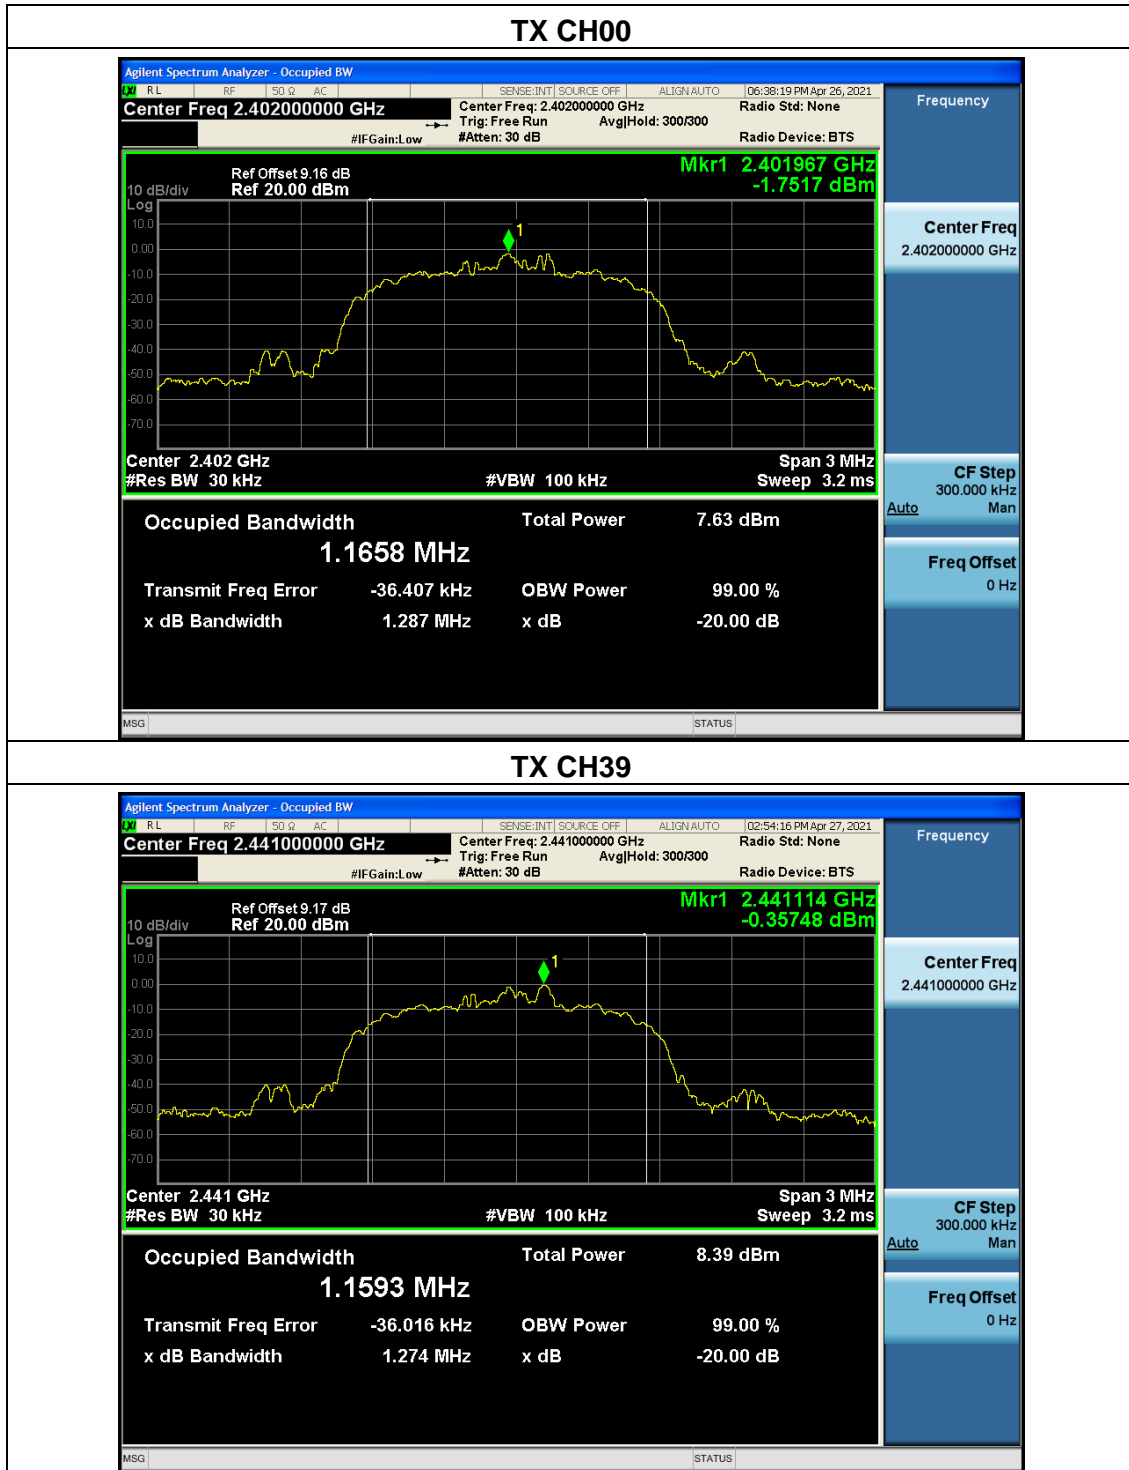 TX CH00
Agilent Spectrum Analyzer - Occupied BW
LXI RL RF 50 Ω AC SENSE:INT SOURCE OFF ALIGN AUTO 06:38:19 PM Apr 26, 2021
Center Freq 2.402000000 GHz
Center Freq: 2.402000000 GHz Radio Std: None
Trig: Free Run Avg|Hold: 300/300
#IFGain:Low #Atten: 30 dB Radio Device: BTS
Frequency
Mkr1 2.401967 GHz
-1.7517 dBm
Ref Offset 9.16 dB
10 dB/div Ref 20.00 dBm
Log
10.0
0.00
-10.0
-20.0
-30.0
-40.0
-50.0
-60.0
-70.0
1
Center 2.402 GHz Span 3 MHz
#Res BW 30 kHz #VBW 100 kHz Sweep 3.2 ms
Center Freq
2.402000000 GHz
CF Step
300.000 kHz
Auto Man
Freq Offset
0 Hz
Occupied Bandwidth Total Power 7.63 dBm
1.1658 MHz
Transmit Freq Error -36.407 kHz OBW Power 99.00 %
x dB Bandwidth 1.287 MHz x dB -20.00 dB
MSG STATUS
TX CH39
Agilent Spectrum Analyzer - Occupied BW
LXI RL RF 50 Ω AC SENSE:INT SOURCE OFF ALIGN AUTO 02:54:16 PM Apr 27, 2021
Center Freq 2.441000000 GHz
Center Freq: 2.441000000 GHz Radio Std: None
Trig: Free Run Avg|Hold: 300/300
#IFGain:Low #Atten: 30 dB Radio Device: BTS
Frequency
Mkr1 2.441114 GHz
-0.35748 dBm
Ref Offset 9.17 dB
10 dB/div Ref 20.00 dBm
Log
10.0
0.00
-10.0
-20.0
-30.0
-40.0
-50.0
-60.0
-70.0
1
Center 2.441 GHz Span 3 MHz
#Res BW 30 kHz #VBW 100 kHz Sweep 3.2 ms
Center Freq
2.441000000 GHz
CF Step
300.000 kHz
Auto Man
Freq Offset
0 Hz
Occupied Bandwidth Total Power 8.39 dBm
1.1593 MHz
Transmit Freq Error -36.016 kHz OBW Power 99.00 %
x dB Bandwidth 1.274 MHz x dB -20.00 dB
MSG STATUS